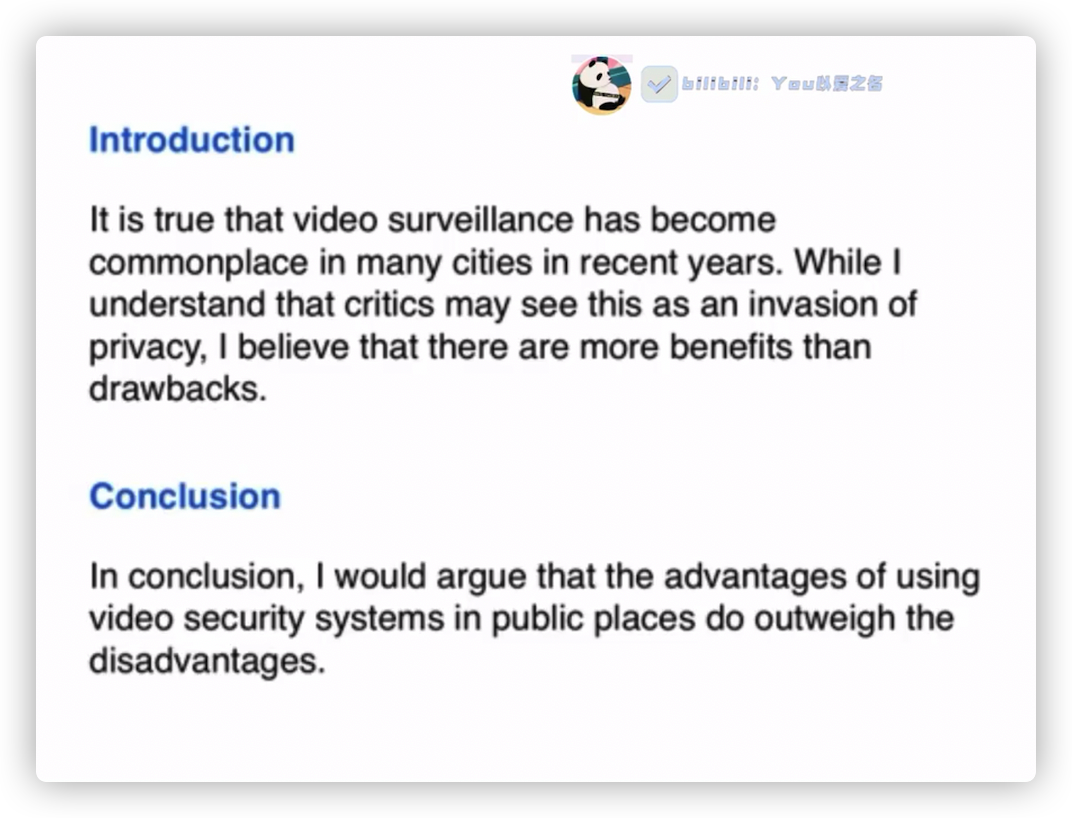 bilibili: You以晨之名
Introduction
It is true that video surveillance has become
commonplace in many cities in recent years. While I
understand that critics may see this as an invasion of
privacy, I believe that there are more benefits than
drawbacks.
Conclusion
In conclusion, I would argue that the advantages of using
video security systems in public places do outweigh the
disadvantages.